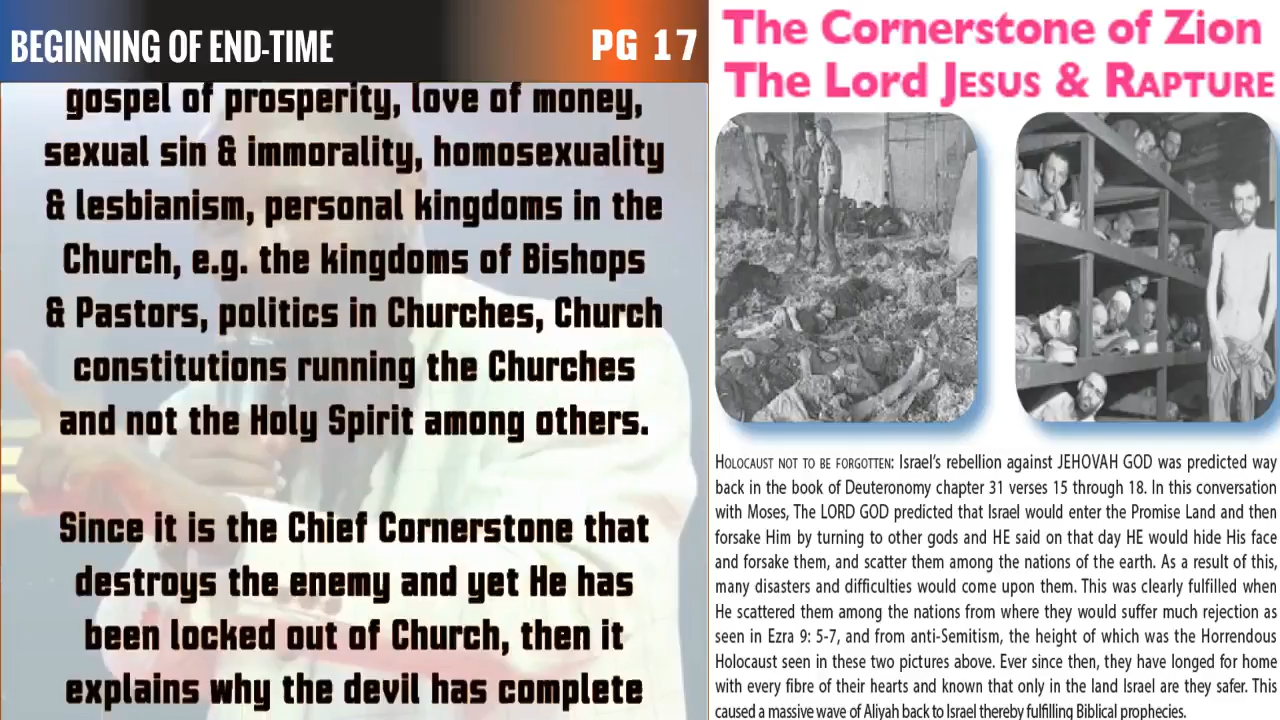 BEGINNING OF END-TIME
PG 17
gospel of prosperity, love of money,
sexual sin & immorality, homosexuality
& lesbianism, personal kingdoms in the
Church, e.g. the kingdoms of Bishops
& Pastors, politics in Churches, Church
constitutions running the Churches
and not the Holy Spirit among others.
Since it is the Chief Cornerstone that
destroys the enemy and yet He has
been locked out of Church, then it
explains why the devil has complete
The Cornerstone of Zion
The Lord JESUS & RAPTURE
HOLOCAUST NOT TO BE FORGOTTEN: Israel's rebellion against JEHOVAH GOD was predicted way
back in the book of Deuteronomy chapter 31 verses 15 through 18. In this conversation
with Moses, The LORD GOD predicted that Israel would enter the Promise Land and then
forsake Him by turning to other gods and HE said on that day HE would hide His face
and forsake them, and scatter them among the nations of the earth. As a result of this,
many disasters and difficulties would come upon them. This was clearly fulfilled when
He scattered them among the nations from where they would suffer much rejection as
seen in Ezra 9: 5-7, and from anti-Semitism, the height of which was the Horrendous
Holocaust seen in these two pictures above. Ever since then, they have longed for home
with every fibre of their hearts and known that only in the land Israel are they safer. This
caused a massive wave of Aliyah back to Israel thereby fulfilling Biblical prophecies.